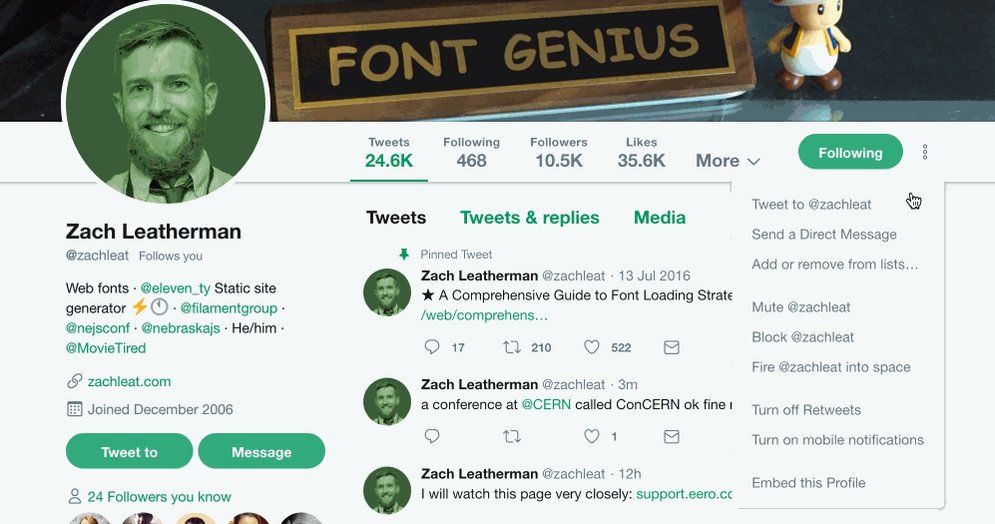 FONT GENIUS
Tweets
24.6K
Following
468
Followers
10.5K
Likes
35.6K
More
Following
Zach Leatherman
@zachleat Follows you
Web fonts · @eleven_ty Static site
generator ⚡🕚 · @filamentgroup ·
@nejsconf · @nebraskajs · He/him ·
@MovieTired
zachleat.com
Joined December 2006
Tweet to
Message
24 Followers you know
Tweets
Tweets & replies
Media
Pinned Tweet
Zach Leatherman @zachleat · 13 Jul 2016
★ A Comprehensive Guide to Font Loading Strate
/web/comprehens…
17
210
522
Zach Leatherman @zachleat · 3m
a conference at @CERN called ConCERN ok fine
1
Zach Leatherman @zachleat · 12h
I will watch this page very closely: support.eero.co
Tweet to @zachleat
Send a Direct Message
Add or remove from lists…
Mute @zachleat
Block @zachleat
Fire @zachleat into space
Turn off Retweets
Turn on mobile notifications
Embed this Profile